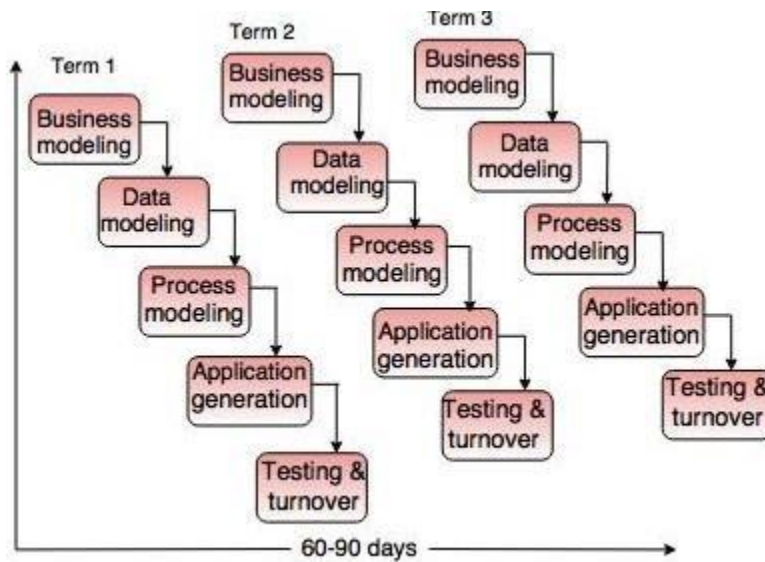 Term 1
Business
modeling
Data
modeling
Process
modeling
Application
generation
Testing &
turnover
Term 2
Business
modeling
Data
modeling
Process
modeling
Application
generation
Testing &
turnover
Term 3
Business
modeling
Data
modeling
Process
modeling
Application
generation
Testing &
turnover
60-90 days